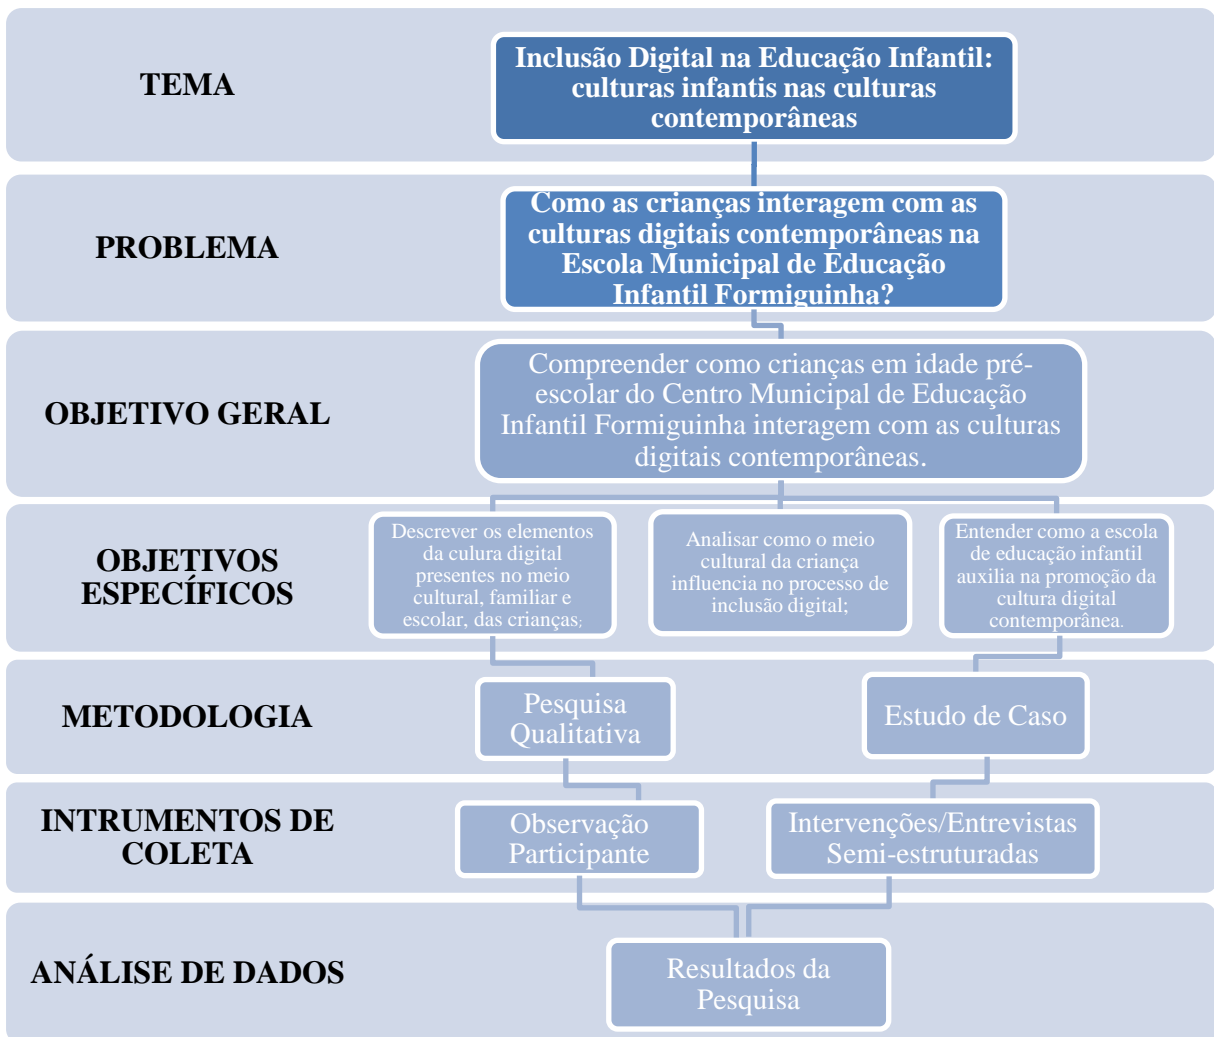 TEMA
Inclusão Digital na Educação Infantil:
culturas infantis nas culturas
contemporâneas
PROBLEMA
Como as crianças interagem com as
culturas digitais contemporâneas na
Escola Municipal de Educação
Infantil Formiguinha?
OBJETIVO GERAL
Compreender como crianças em idade pré-
escolar do Centro Municipal de Educação
Infantil Formiguinha interagem com as culturas
digitais contemporâneas.
OBJETIVOS
ESPECÍFICOS
Descrever os elementos
da culura digital
presentes no meio
cultural, familiar e
escolar, das crianças;
Analisar como o meio
cultural da criança
influencia no processo de
inclusão digital;
Entender como a escola
de educação infantil
auxilia na promoção da
cultura digital
contemporânea.
METODOLOGIA
Pesquisa
Qualitativa
Estudo de Caso
INTRUMENTOS DE
COLETA
Observação
Participante
Intervenções/Entrevistas
Semi-estruturadas
ANÁLISE DE DADOS
Resultados da
Pesquisa